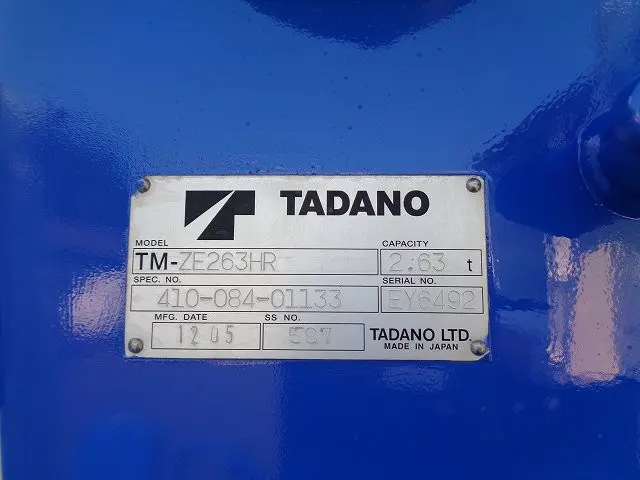 TADANO
MODEL
CAPACITY
TM-ZE263HR
2.63 t
SPEC. NO.
SERIAL NO.
410-084-01133
EY6492
MFG. DATE
SS NO.
1205
587
TADANO LTD.
MADE IN JAPAN